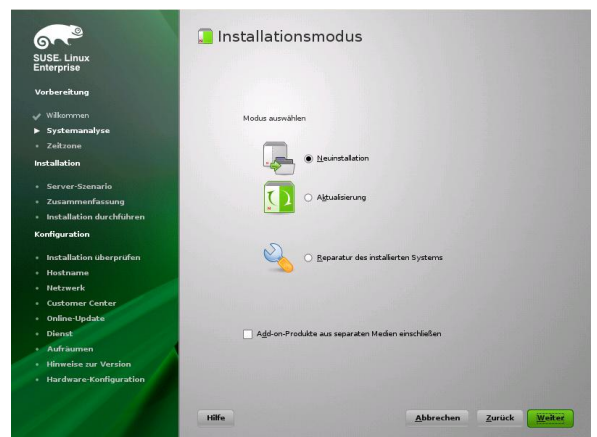 SUSE. Linux
Enterprise
Vorbereitung
Willkommen
Systemanalyse
Zeitzone
Installation
Server-Szenario
Zusammenfassung
Installation durchführen
Konfiguration
Installation überprüfen
Hostname
Netzwerk
Customer Center
Online-Update
Dienst
Aufräumen
Hinweise zur Version
Hardware-Konfiguration
Installationsmodus
Modus auswählen
Neuinstallation
Aktualisierung
Reparatur des installierten Systems
Add-on-Produkte aus separaten Medien einschließen
Hilfe
Abbrechen
Zurück
Weiter